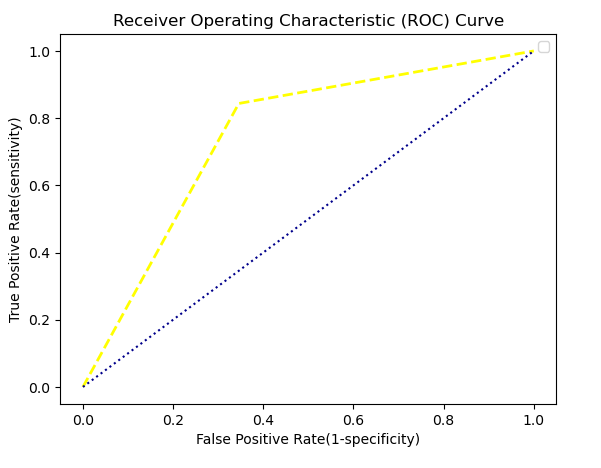 Receiver Operating Characteristic (ROC) Curve
1.0
0.8
0.6
0.4
0.2
0.0
True Positive Rate(sensitivity)
0.0 0.2 0.4 0.6 0.8 1.0
False Positive Rate(1-specificity)